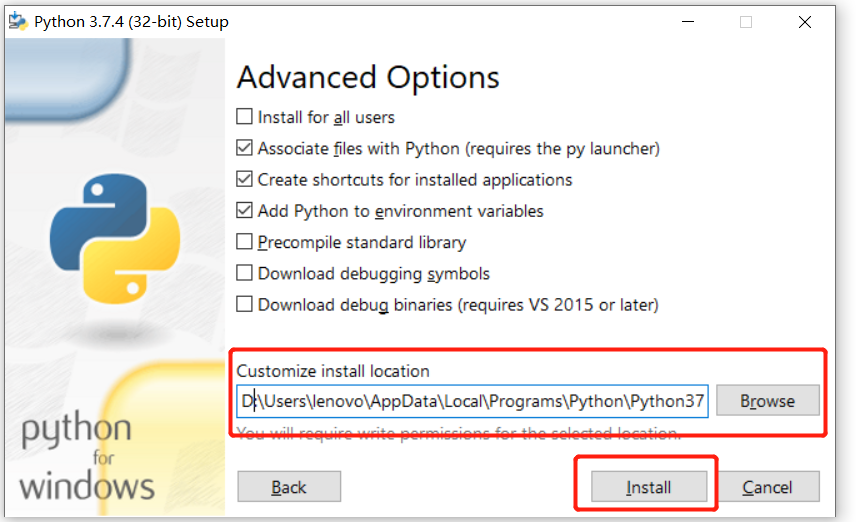 Python 3.7.4 (32-bit) Setup
Advanced Options
Install for all users
Associate files with Python (requires the py launcher)
Create shortcuts for installed applications
Add Python to environment variables
Precompile standard library
Download debugging symbols
Download debug binaries (requires VS 2015 or later)
Customize install location
D:\Users\lenovo\AppData\Local\Programs\Python\Python37 Browse
You will require write permissions for the selected location.
python
for
windows
Back Install Cancel